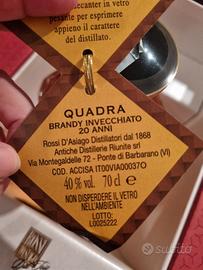 decanter in vetro
pesante per esprimere
appieno il carattere
del distillato.
QUADRA
BRANDY INVECCHIATO
20 ANNI
Rossi D'Asiago Distillatori dal 1868
Antiche Distillerie Riunite srl
Via Montegaldelle 72 - Ponte di Barbarano (VI)
COD. ACCISA IT00VIA00037O
40% vol. 70 cl e
NON DISPERDERE IL VETRO
NELL'AMBIENTE
LOTTO:
L0025222
subito